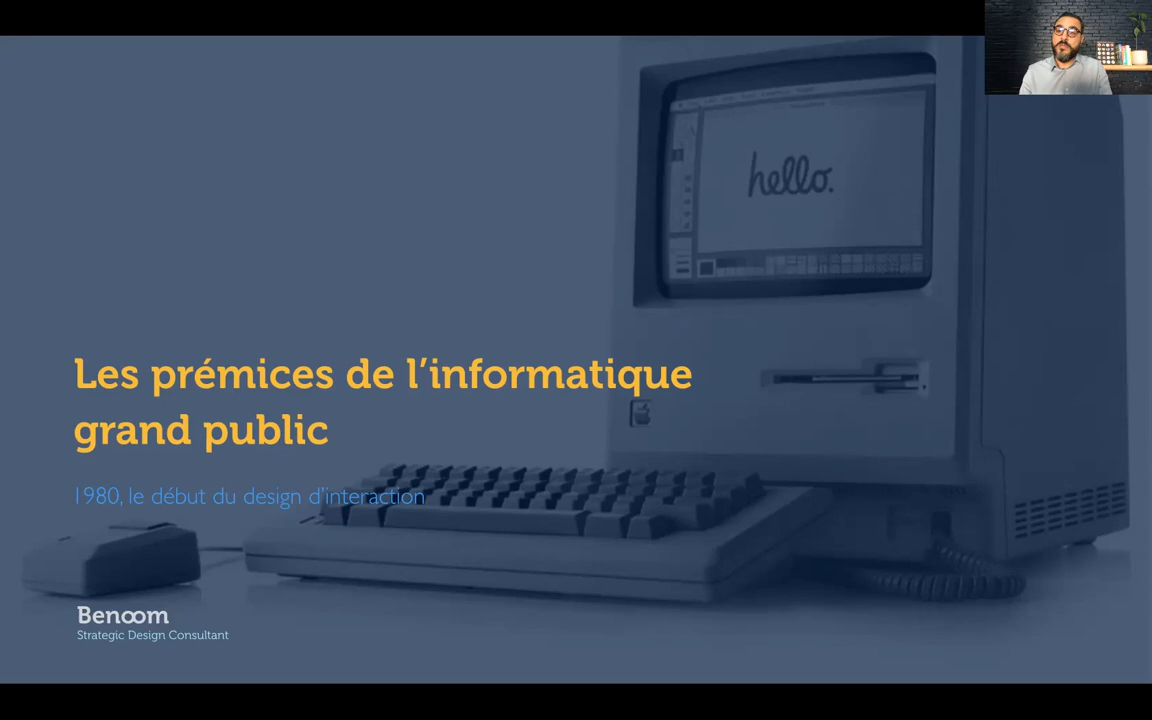 hello.
Les prémices de l’informatique
grand public
1980, le début du design d’interaction
Benoom
Strategic Design Consultant